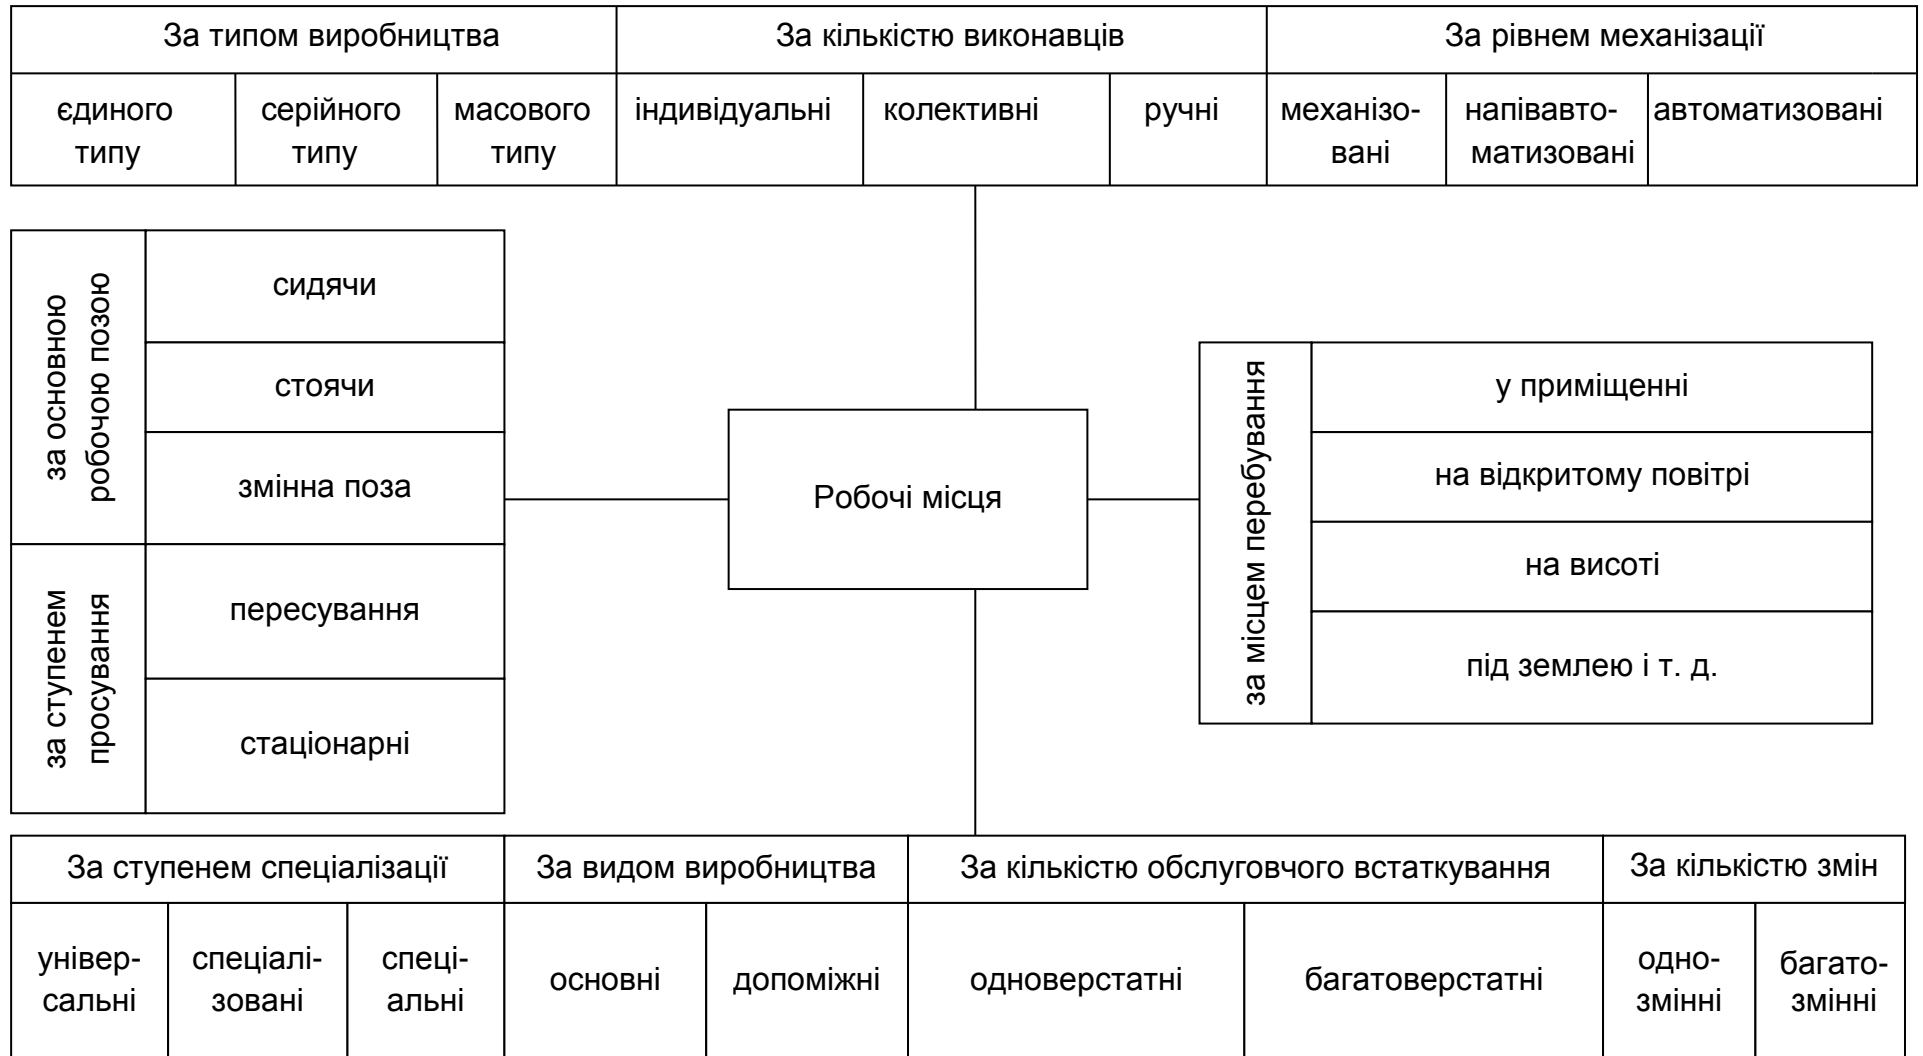 За типом виробництва
За кількістю виконавців
За рівнем механізації
єдиного
типу
серійного
типу
масового
типу
індивідуальні
колективні
ручні
механізо-
вані
напівавто-
матизовані
автоматизовані
за основною
робочою позою
сидячи
стоячи
змінна поза
за ступенем
просування
пересування
стаціонарні
Робочі місця
за місцем перебування
у приміщенні
на відкритому повітрі
на висоті
під землею і т. д.
За ступенем спеціалізації
За видом виробництва
За кількістю обслуговчого встаткування
За кількістю змін
універ-
сальні
спеціалі-
зовані
спеці-
альні
основні
допоміжні
одноверстатні
багатоверстатні
одно-
змінні
багато-
змінні